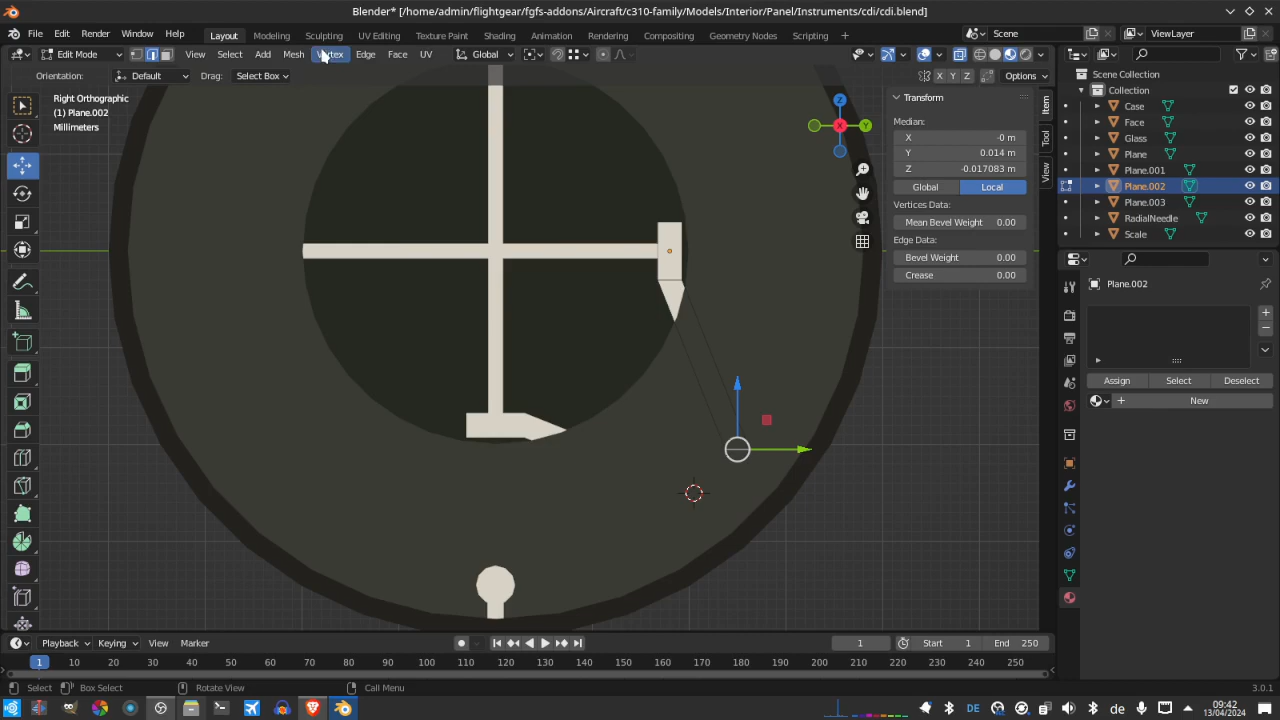 Blender* [/home/admin/flightgear/fgfs-addons/Aircraft/c310-family/Models/Interior/Panel/Instruments/cdi/cdi.blend]
File Edit Render Window Help Layout Modeling Sculpting UV Editing Texture Paint Shading Animation Rendering Compositing Geometry Nodes Scripting Scene ViewLayer
Edit Mode View Select Add Mesh Vertex Edge Face UV Global
Orientation: Default Drag: Select Box X Y Z Options
Right Orthographic
(1) Plane.002
Millimeters
Z
X
Y
Transform
Median:
X -0 m
Y 0.014 m
Z -0.017083 m
Global Local
Vertices Data:
Mean Bevel Weight 0.00
Edge Data:
Bevel Weight 0.00
Crease 0.00
Item
Tool
View
Scene Collection
Collection
Case
Face
Glass
Plane
Plane.001
Plane.002
Plane.003
RadialNeedle
Scale
Plane.002
Assign Select Deselect
New
Playback Keying View Marker 1 Start 1 End 250
1 10 20 30 40 50 60 70 80 90 100 110 120 130 140 150 160 170 180 190 200 210 220 230 240 250
Select Box Select Rotate View Call Menu 3.0.1
DE de 09:42
13/04/2024